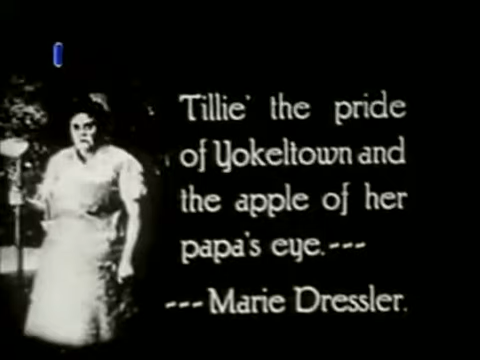 Tillie' the pride
of Yokeltown and
the apple of her
papa's eye.---
---Marie Dressler.